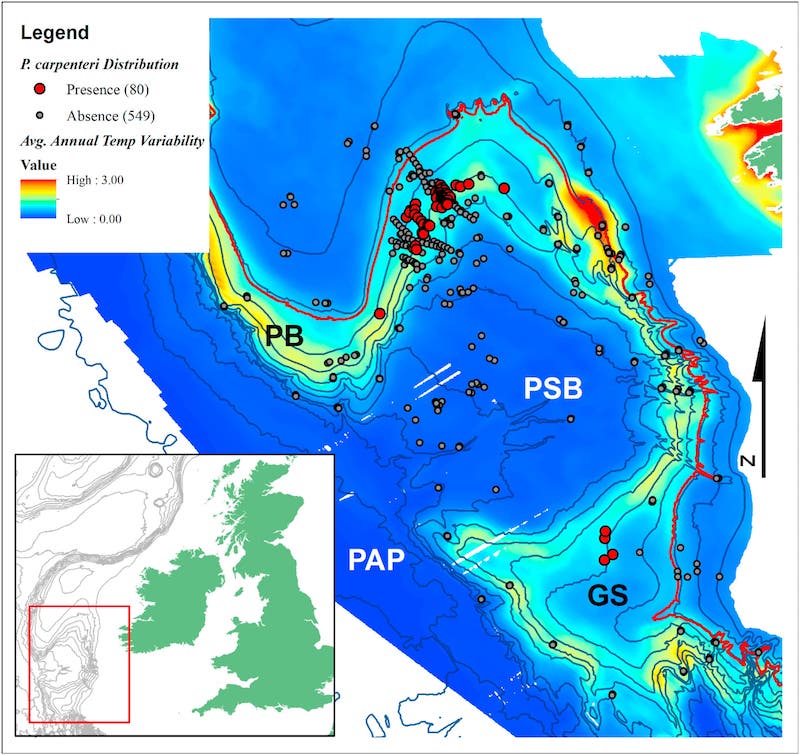 Legend
P. carpenteri Distribution
Presence (80)
Absence (549)
Avg. Annual Temp Variability
Value
High : 3.00
Low : 0.00
PB
PSB
N
PAP
GS